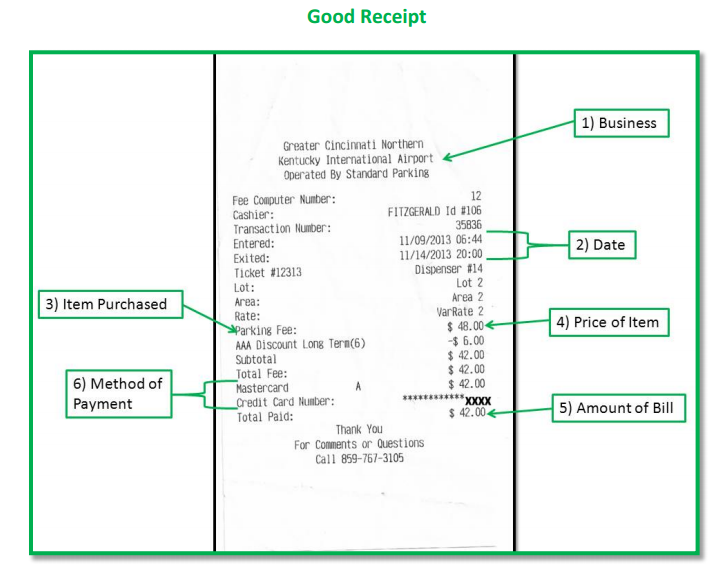 Good Receipt
Greater Cincinnati Northern
Kentucky International Airport
Operated By Standard Parking
1) Business
Fee Computer Number: 12
Cashier: FITZGERALD Id #106
Transaction Number: 35836
Entered: 11/09/2013 06:44
Exited: 11/14/2013 20:00
2) Date
Ticket #12313 Dispenser #14
Lot: Lot 2
Area: Area 2
Rate: VarRate 2
3) Item Purchased
Parking Fee: $ 48.00
4) Price of Item
AAA Discount Long Term(6) -$ 6.00
Subtotal $ 42.00
Total Fee: $ 42.00
Mastercard A $ 42.00
Credit Card Number: ************XXXX
6) Method of
Payment
Total Paid: $ 42.00
5) Amount of Bill
Thank You
For Comments or Questions
Call 859-767-3105